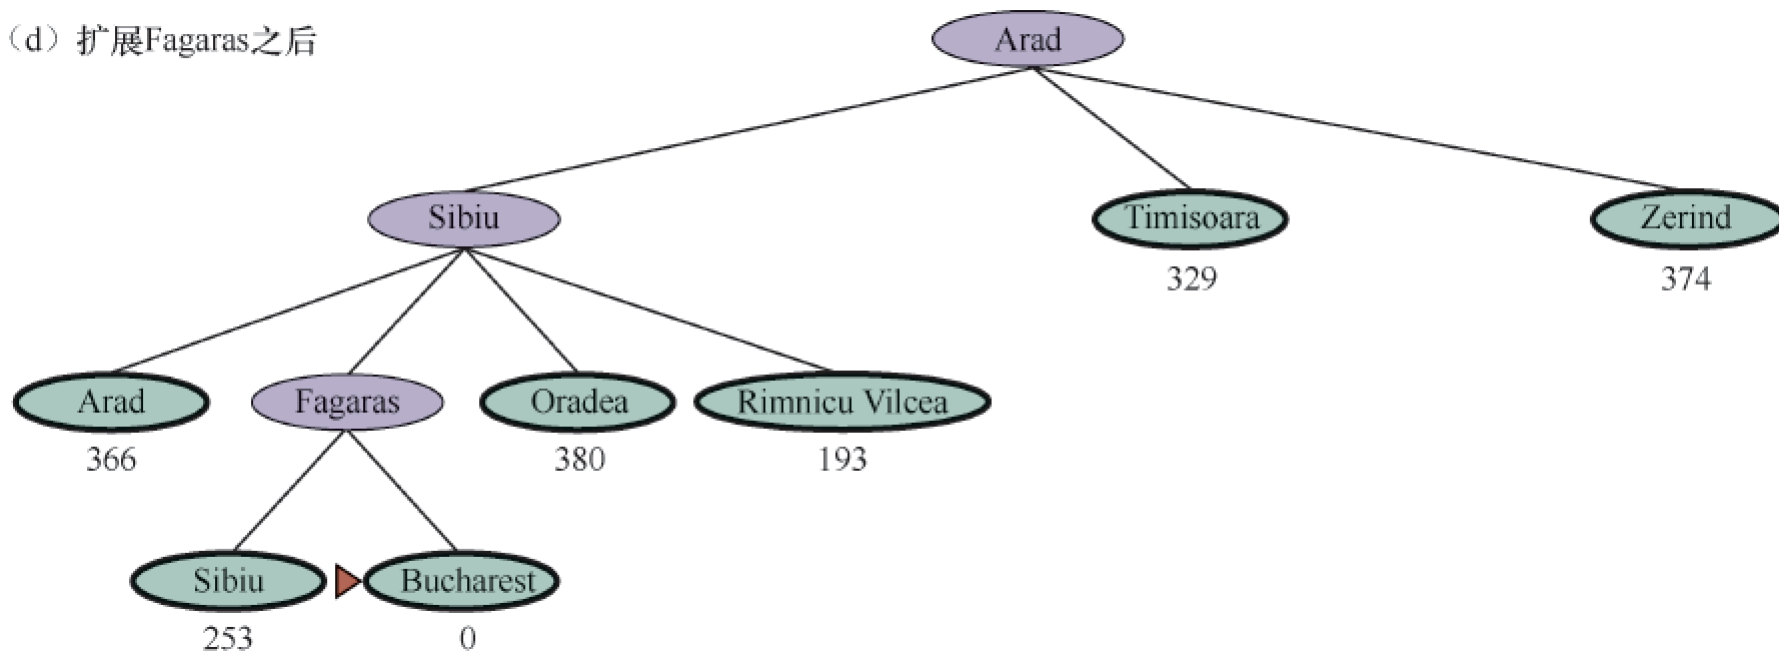 （d）扩展Fagaras之后
Arad
Sibiu
Timisoara
Zerind
329
374
Arad
Fagaras
Oradea
Rimnicu Vilcea
366
380
193
Sibiu
Bucharest
253
0